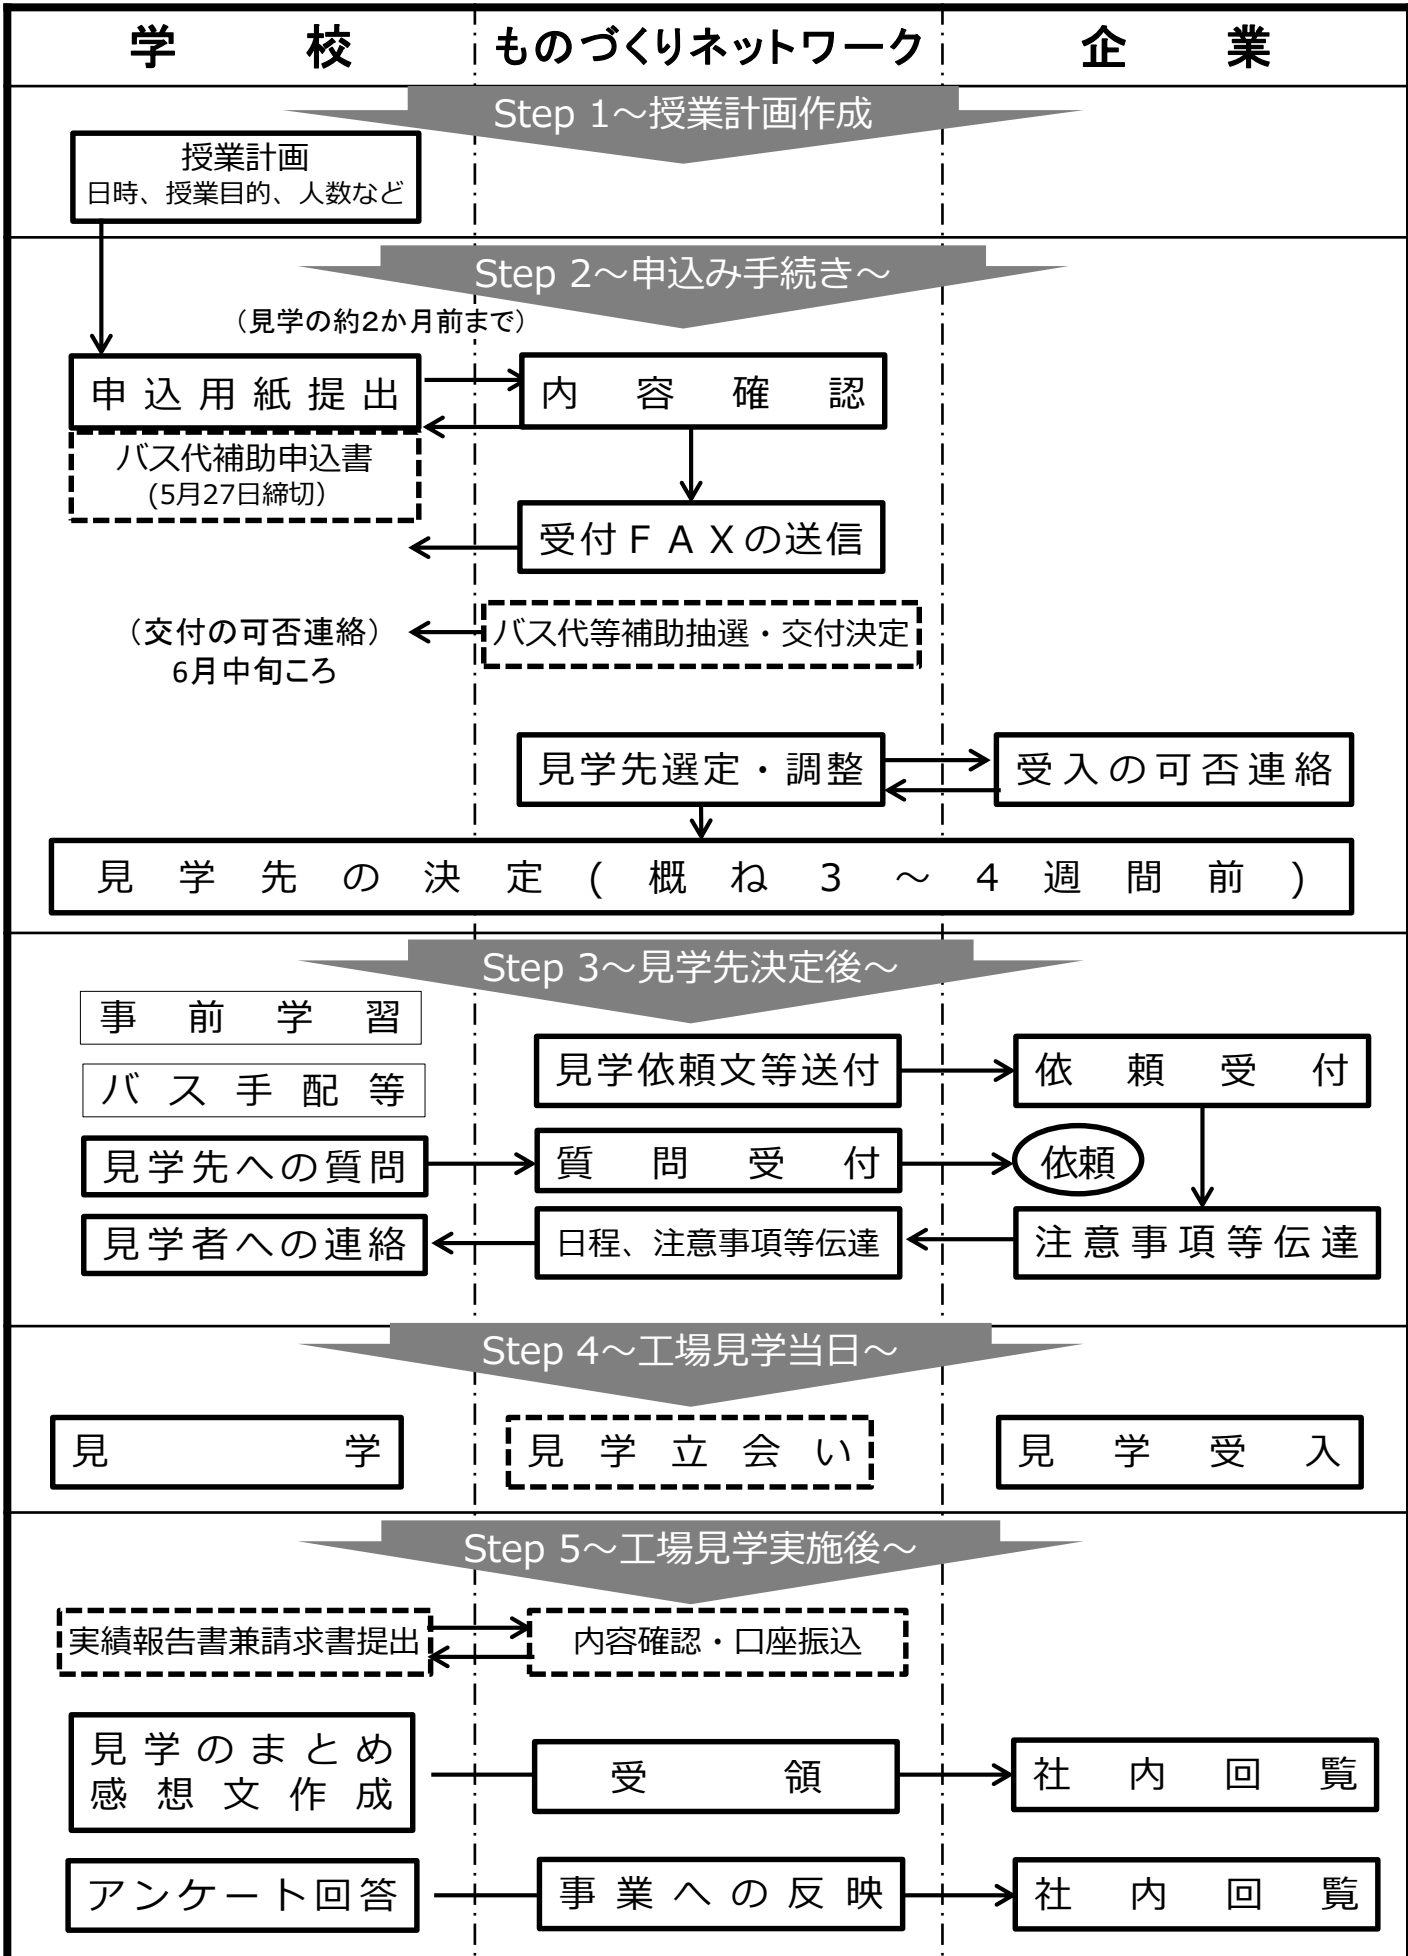 学校
ものづくりネットワーク
企業
Step 1～授業計画作成
授業計画
日時、授業目的、人数など
Step 2～申込み手続き～
（見学の約2か月前まで）
申込用紙提出
内容確認
バス代補助申込書
(5月27日締切)
受付ＦＡＸの送信
（交付の可否連絡）
6月中旬ころ
バス代等補助抽選・交付決定
見学先選定・調整
受入の可否連絡
見学先の決定(概ね3～4週間前)
Step 3～見学先決定後～
事前学習
バス手配等
見学依頼文等送付
依頼受付
見学先への質問
質問受付
依頼
見学者への連絡
日程、注意事項等伝達
注意事項等伝達
Step 4～工場見学当日～
見学
見学立会い
見学受入
Step 5～工場見学実施後～
実績報告書兼請求書提出
内容確認・口座振込
見学のまとめ
感想文作成
受領
社内回覧
アンケート回答
事業への反映
社内回覧